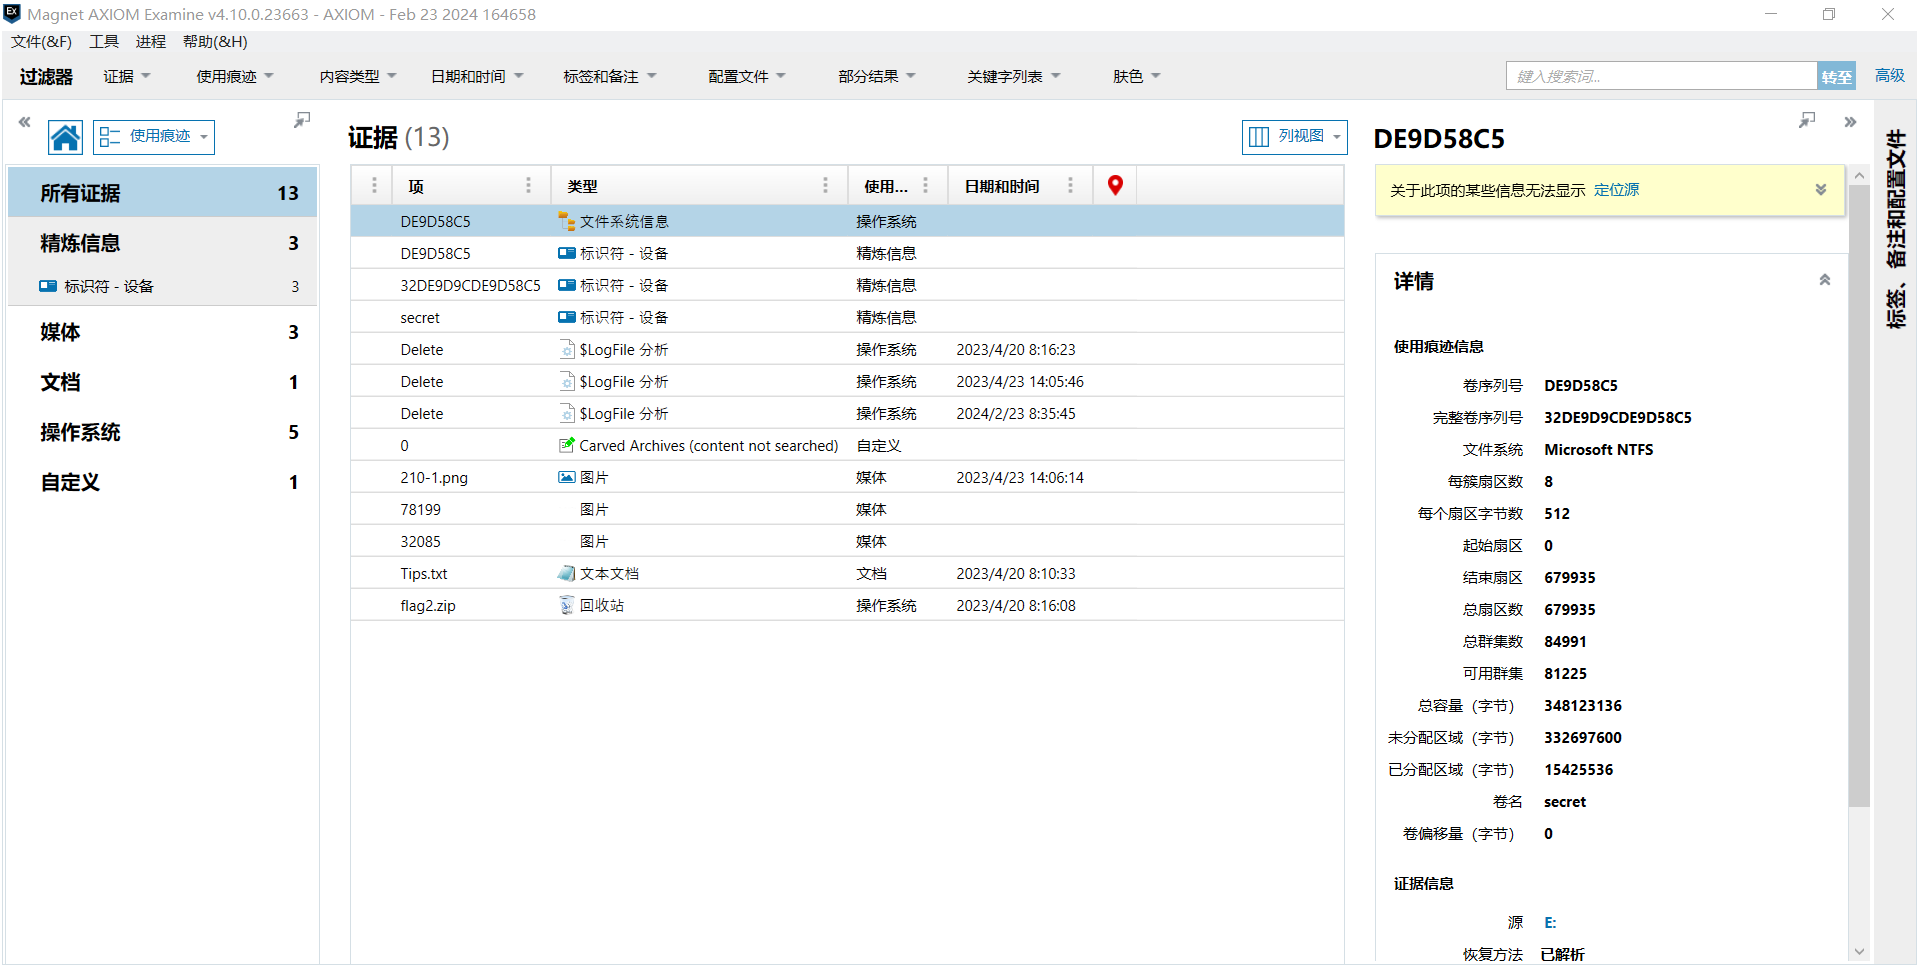 Magnet AXIOM Examine v4.10.0.23663 - AXIOM - Feb 23 2024 164658
文件(&F) 工具 进程 帮助(&H)
过滤器 证据 使用痕迹 内容类型 日期和时间 标签和备注 配置文件 部分结果 关键字列表 肤色 键入搜索词... 转至 高级
使用痕迹
所有证据 13
精炼信息 3
标识符 - 设备 3
媒体 3
文档 1
操作系统 5
自定义 1
证据 (13)
列视图
项 类型 使用... 日期和时间
DE9D58C5 文件系统信息 操作系统
DE9D58C5 标识符 - 设备 精炼信息
32DE9D9CDE9D58C5 标识符 - 设备 精炼信息
secret 标识符 - 设备 精炼信息
Delete $LogFile 分析 操作系统 2023/4/20 8:16:23
Delete $LogFile 分析 操作系统 2023/4/23 14:05:46
Delete $LogFile 分析 操作系统 2024/2/23 8:35:45
0 Carved Archives (content not searched) 自定义
210-1.png 图片 媒体 2023/4/23 14:06:14
78199 图片 媒体
32085 图片 媒体
Tips.txt 文本文档 文档 2023/4/20 8:10:33
flag2.zip 回收站 操作系统 2023/4/20 8:16:08
DE9D58C5
关于此项的某些信息无法显示 定位源
详情
使用痕迹信息
卷序列号 DE9D58C5
完整卷序列号 32DE9D9CDE9D58C5
文件系统 Microsoft NTFS
每簇扇区数 8
每个扇区字节数 512
起始扇区 0
结束扇区 679935
总扇区数 679935
总群集数 84991
可用群集 81225
总容量（字节） 348123136
未分配区域（字节） 332697600
已分配区域（字节） 15425536
卷名 secret
卷偏移量（字节） 0
证据信息
源 E:
恢复方法 已解析
标签、备注和配置文件